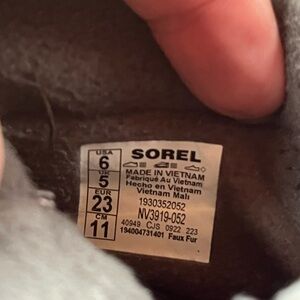 USA
6
UK
5
EUR
23
CM
11
SOREL
MADE IN VIETNAM
Fabriqué Au Vietnam
Hecho en Vietnam
Vietnam Malı
1930352052
NV3919-052
40949 CJS 0922 223
194004731401 Faux Fur